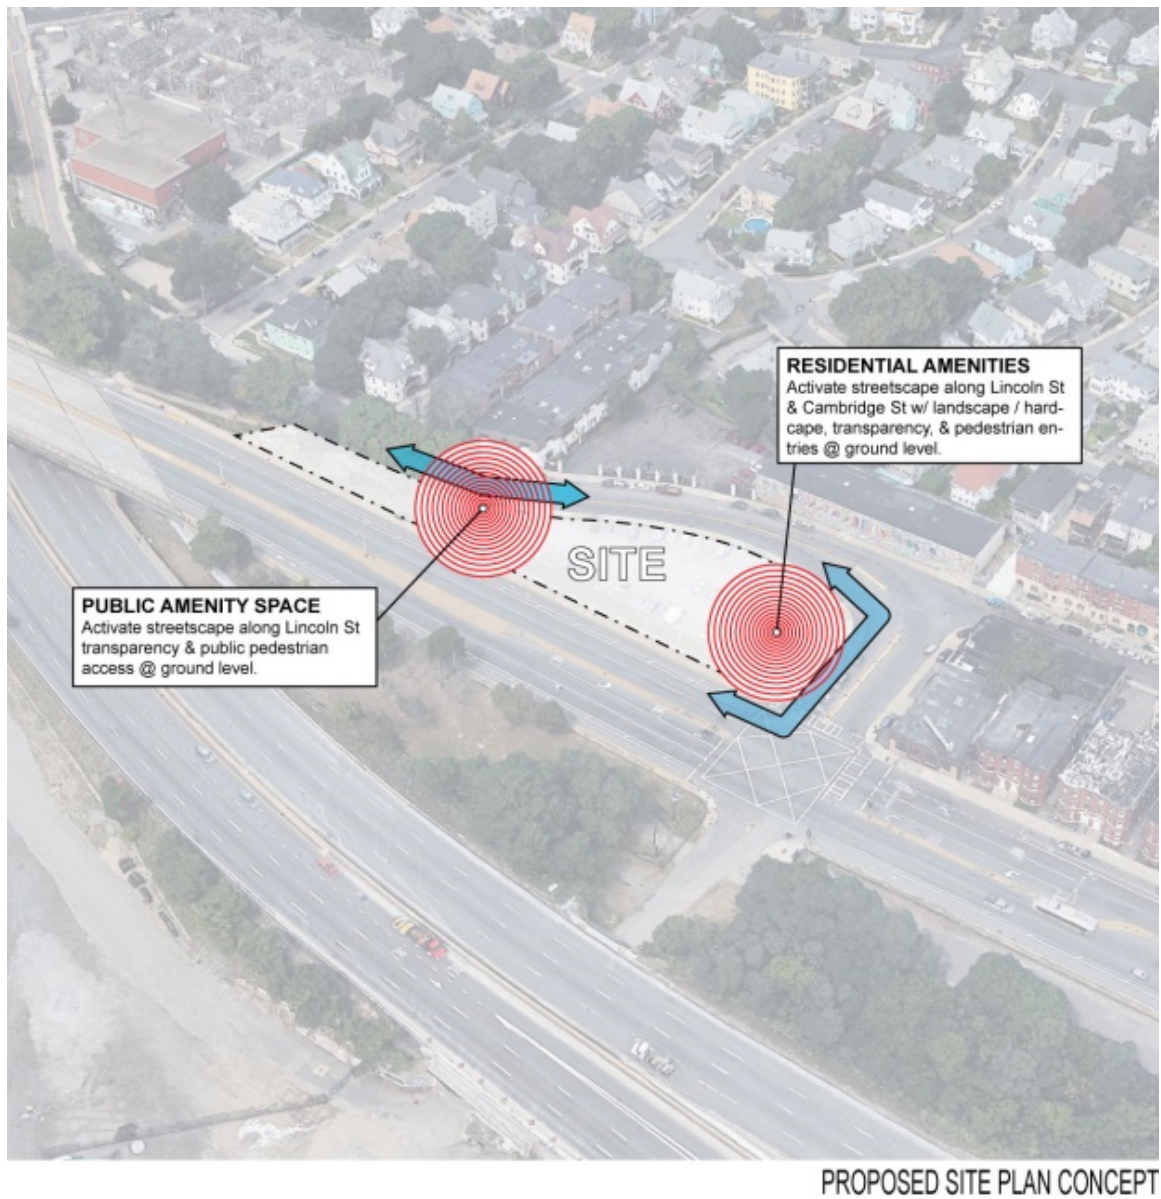 RESIDENTIAL AMENITIES
Activate streetscape along Lincoln St
& Cambridge St w/ landscape / hard-
cape, transparency, & pedestrian en-
tries @ ground level.
SITE
PUBLIC AMENITY SPACE
Activate streetscape along Lincoln St
transparency & public pedestrian
access @ ground level.
PROPOSED SITE PLAN CONCEPT